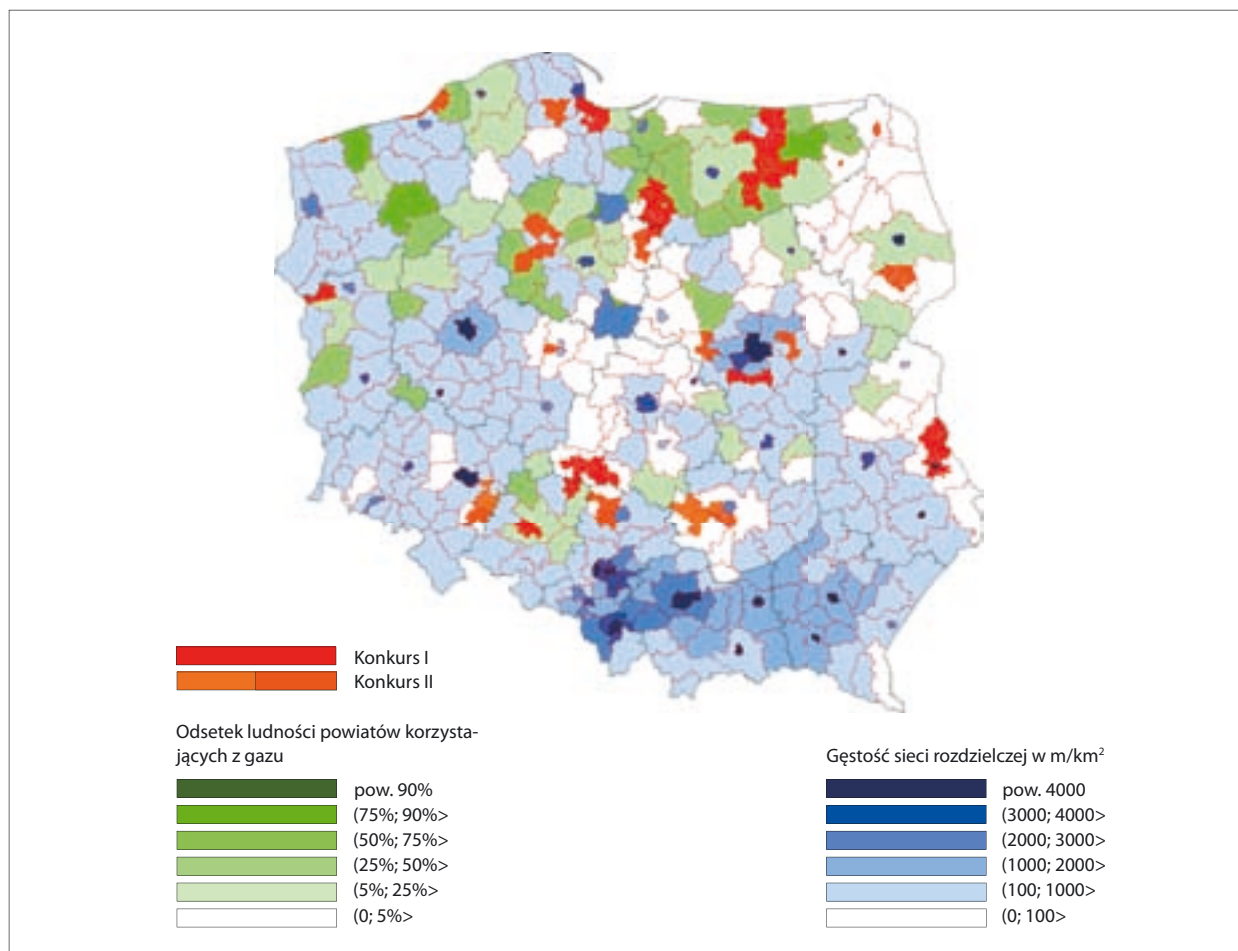 Konkurs I
Konkurs II
Odsetek ludności powiatów korzysta-
jących z gazu
pow. 90%
(75%; 90%>
(50%; 75%>
(25%; 50%>
(5%; 25%>
(0; 5%>
Gęstość sieci rozdzielczej w m/km²
pow. 4000
(3000; 4000>
(2000; 3000>
(1000; 2000>
(100; 1000>
(0; 100>